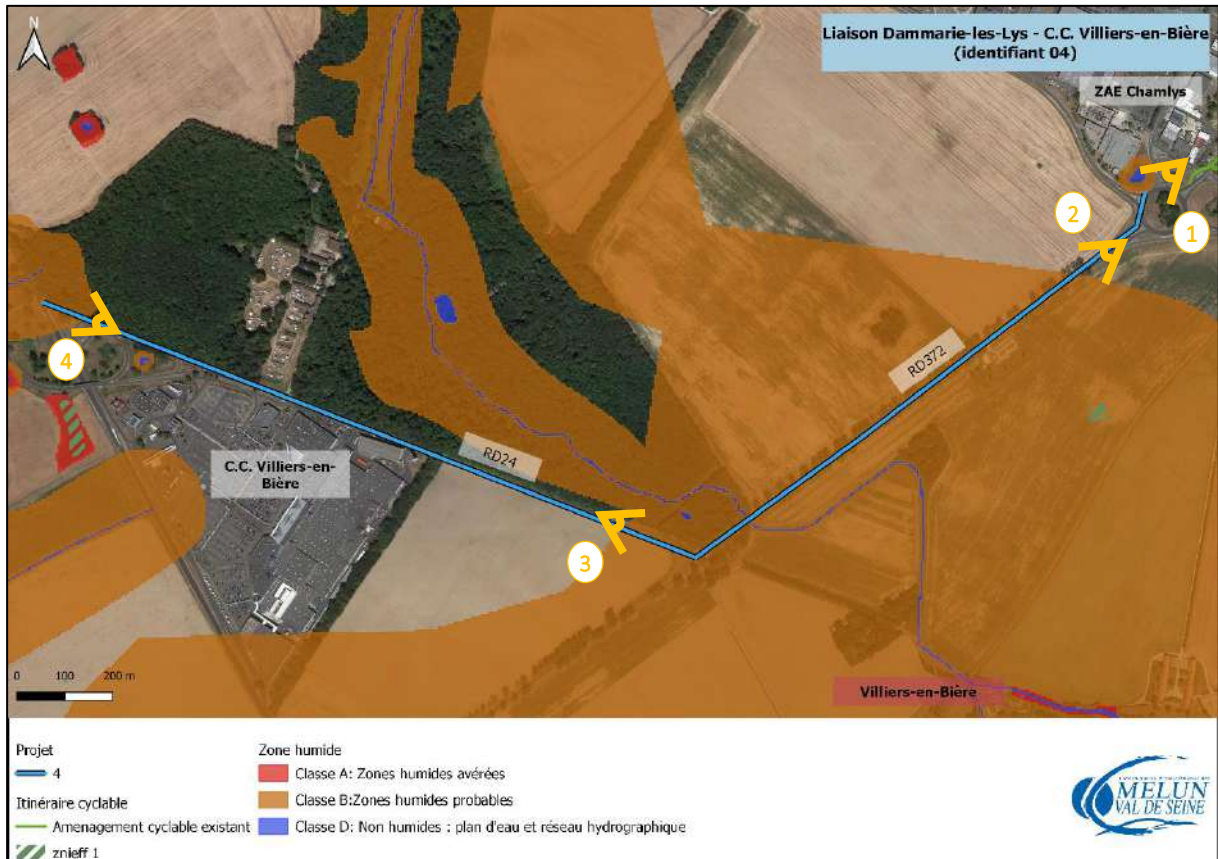 N
Liaison Dammarie-les-Lys - C.C. Villiers-en-Bière
(identifiant 04)
ZAE Chamlys
2
1
RD372
4
C.C. Villiers-en-
Bière
RD24
3
0 100 200 m
Villiers-en-Bière
Projet
4
Itinéraire cyclable
Amenagement cyclable existant
znieff 1
Zone humide
Classe A: Zones humides avérées
Classe B:Zones humides probables
Classe D: Non humides : plan d'eau et réseau hydrographique
MELUN
VAL DE SEINE